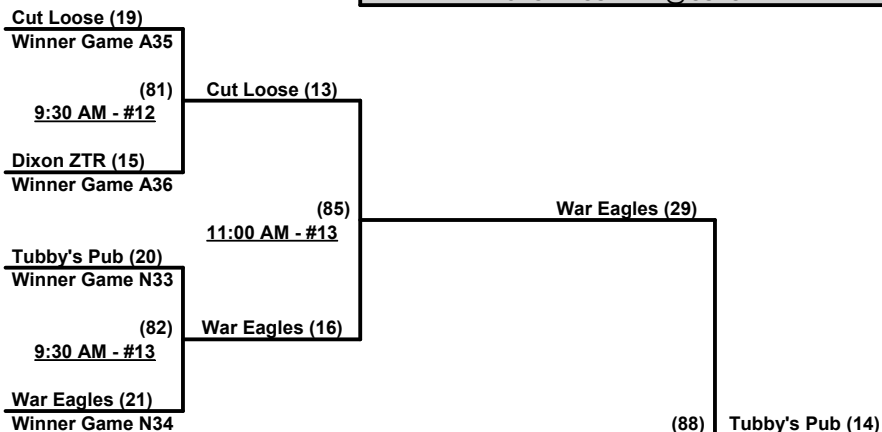 Cut Loose (19)
Winner Game A35
(81) Cut Loose (13)
9:30 AM - #12
Dixon ZTR (15)
Winner Game A36
(85) War Eagles (29)
11:00 AM - #13
Tubby's Pub (20)
Winner Game N33
(82) War Eagles (16)
9:30 AM - #13
War Eagles (21)
Winner Game N34
(88) Tubby's Pub (14)